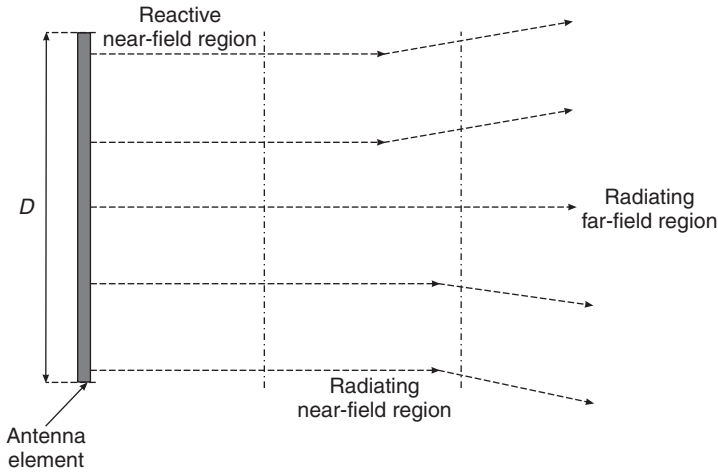 Reactive
near-field region
D
Radiating
far-field region
Radiating
near-field region
Antenna
element